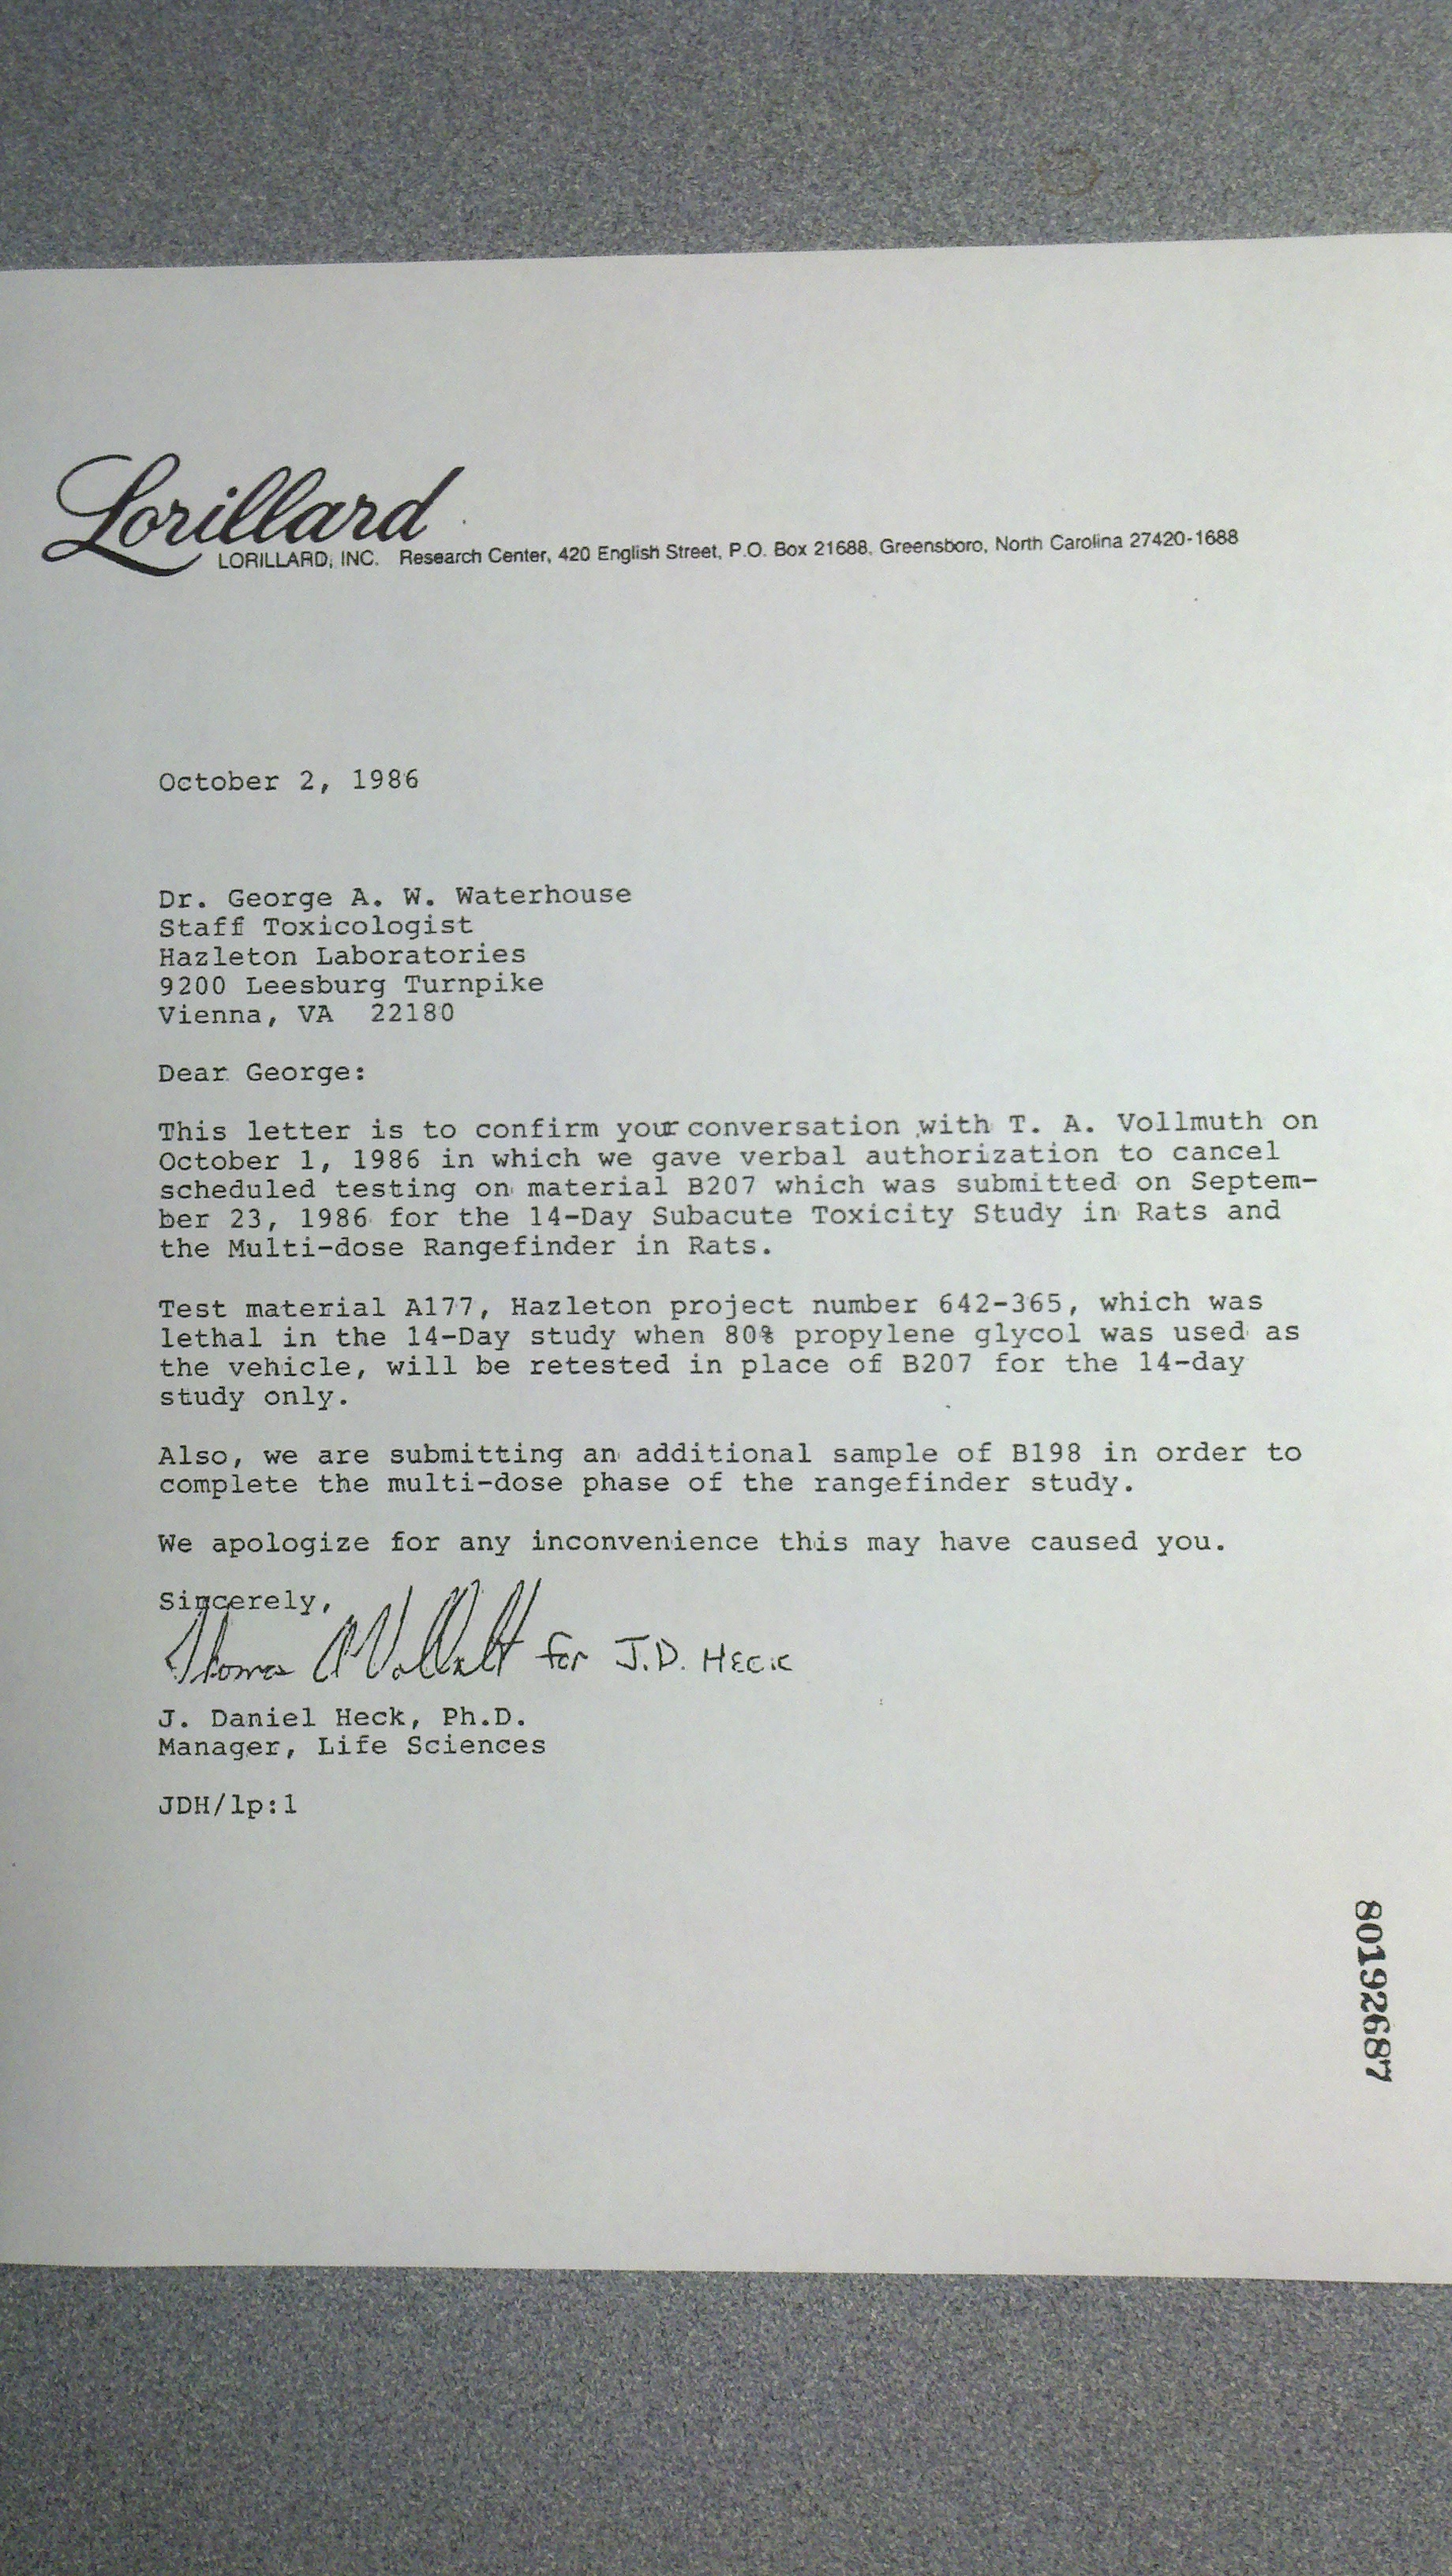 Lorillard
LORILLARD, INC. Research Center, 420 English Street, P.O. Box 21688, Greensboro, North Carolina 27420-1688
October 2, 1986
Dr. George A. W. Waterhouse
Staff Toxicologist
Hazleton Laboratories
9200 Leesburg Turnpike
Vienna, VA 22180
Dear George:
This letter is to confirm your conversation with T. A. Vollmuth on
October 1, 1986 in which we gave verbal authorization to cancel
scheduled testing on material B207 which was submitted on Septem-
ber 23, 1986 for the 14-Day Subacute Toxicity Study in Rats and
the Multi-dose Rangefinder in Rats.
Test material A177, Hazleton project number 642-365, which was
lethal in the 14-Day study when 80% propylene glycol was used as
the vehicle, will be retested in place of B207 for the 14-day
study only.
Also, we are submitting an additional sample of B198 in order to
complete the multi-dose phase of the rangefinder study.
We apologize for any inconvenience this may have caused you.
Sincerely,
Thomas A Vollmuth for J.D. HECK
J. Daniel Heck, Ph.D.
Manager, Life Sciences
JDH/lp:1
80192687